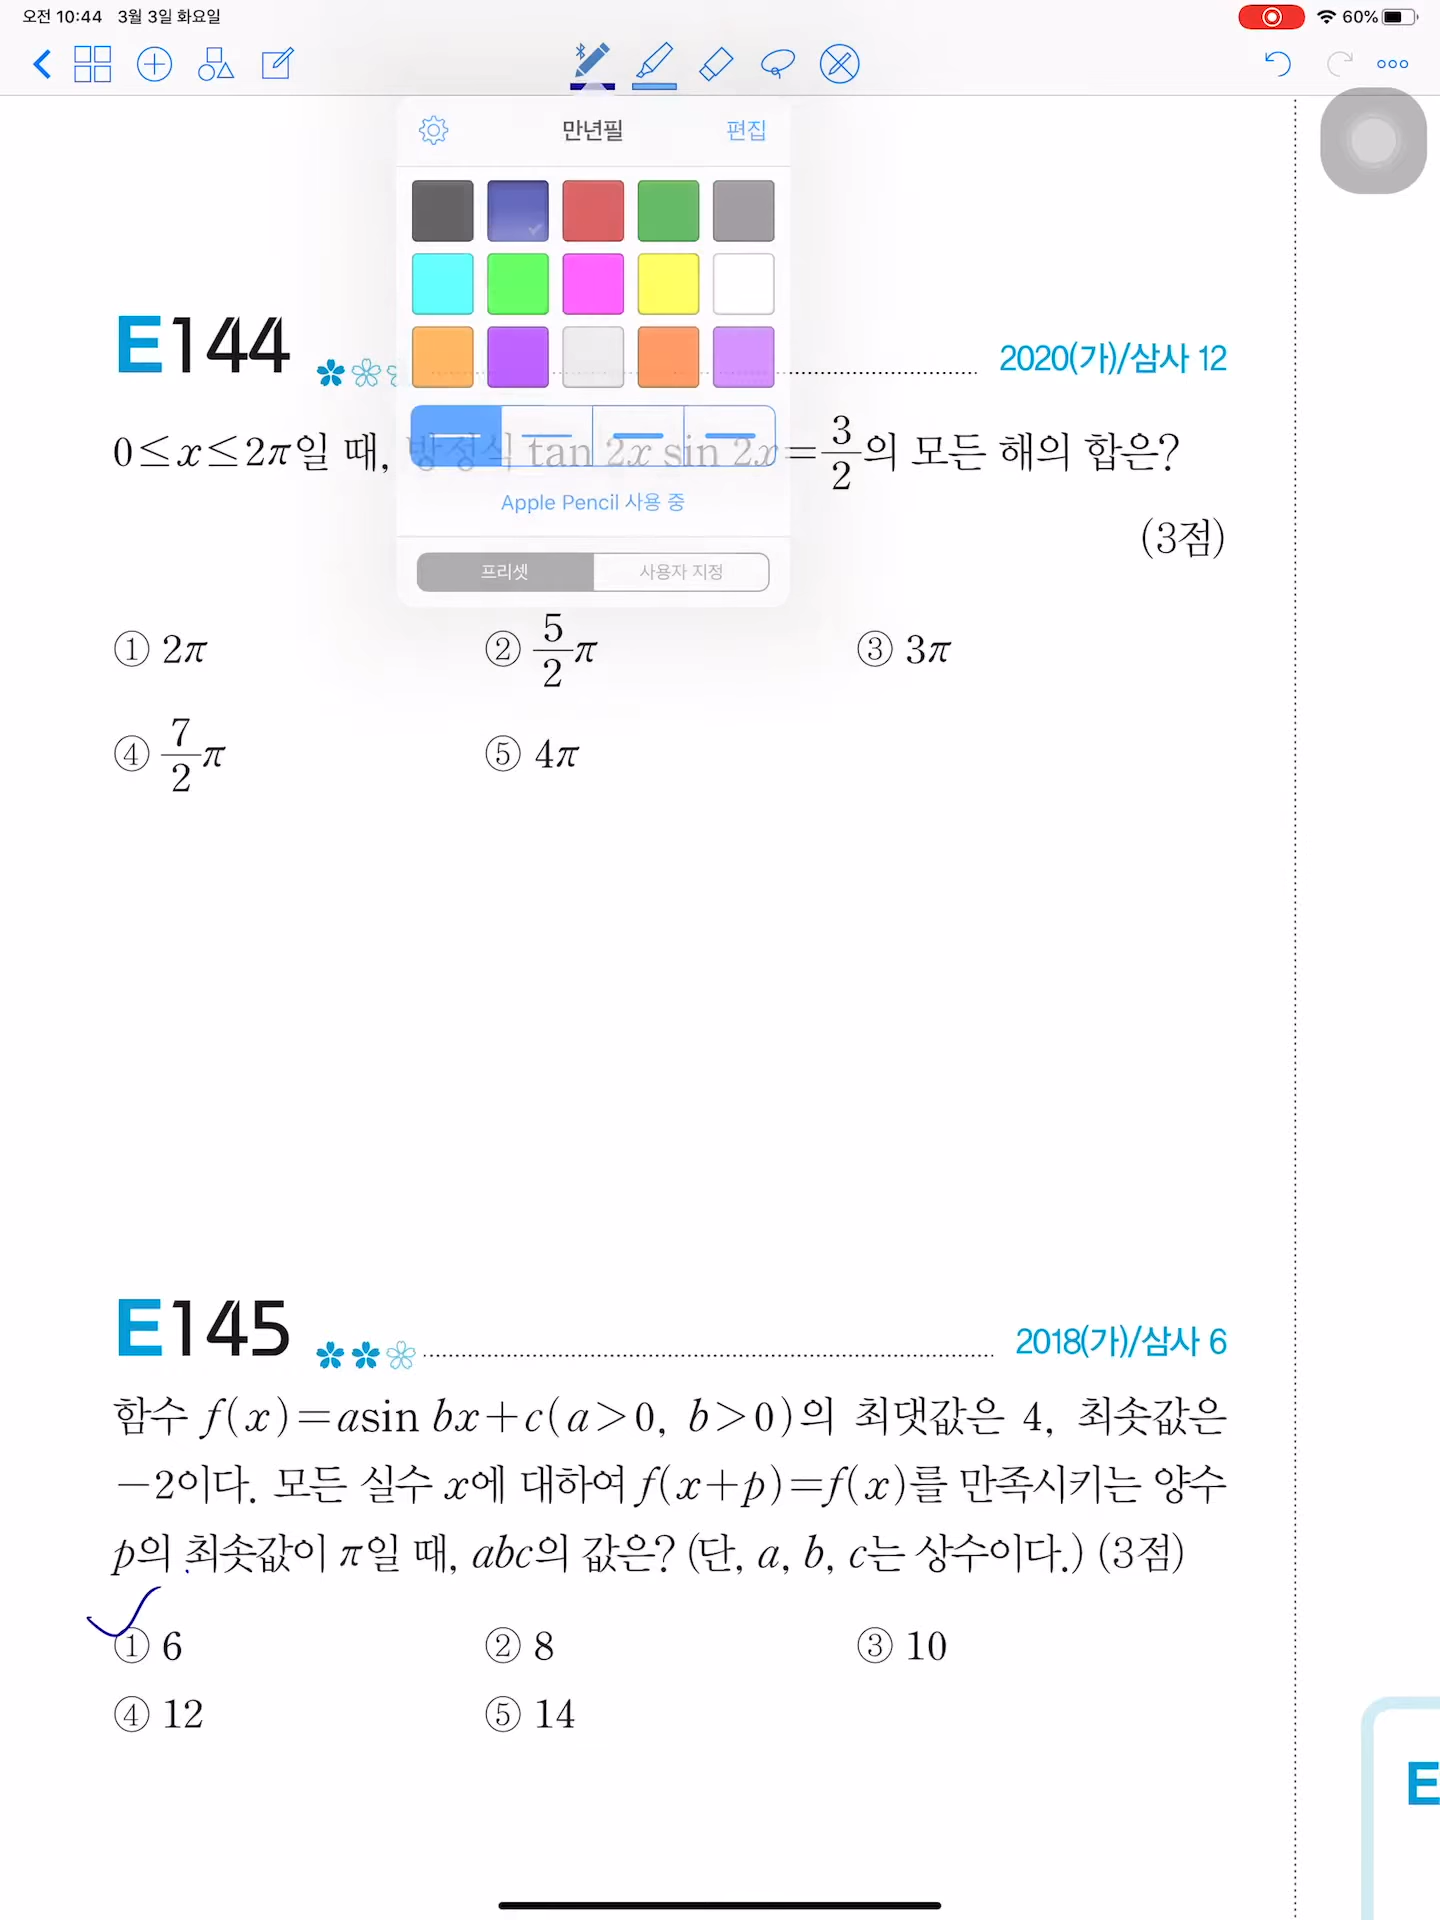 오전 10:44 3월 3일 화요일
60%
만년필
편집
E144
2020(가)/삼사 12
0≤x≤2π일 때, 방정식 tan 2x sin 2x=3/2의 모든 해의 합은?
Apple Pencil 사용 중
(3점)
프리셋
사용자 지정
① 2π ② 5/2π ③ 3π
④ 7/2π ⑤ 4π
E145
2018(가)/삼사 6
함수 f(x)=asin bx+c(a>0, b>0)의 최댓값은 4, 최솟값은
−2이다. 모든 실수 x에 대하여 f(x+p)=f(x)를 만족시키는 양수
p의 최솟값이 π일 때, abc의 값은? (단, a, b, c는 상수이다.) (3점)
① 6 ② 8 ③ 10
④ 12 ⑤ 14
E